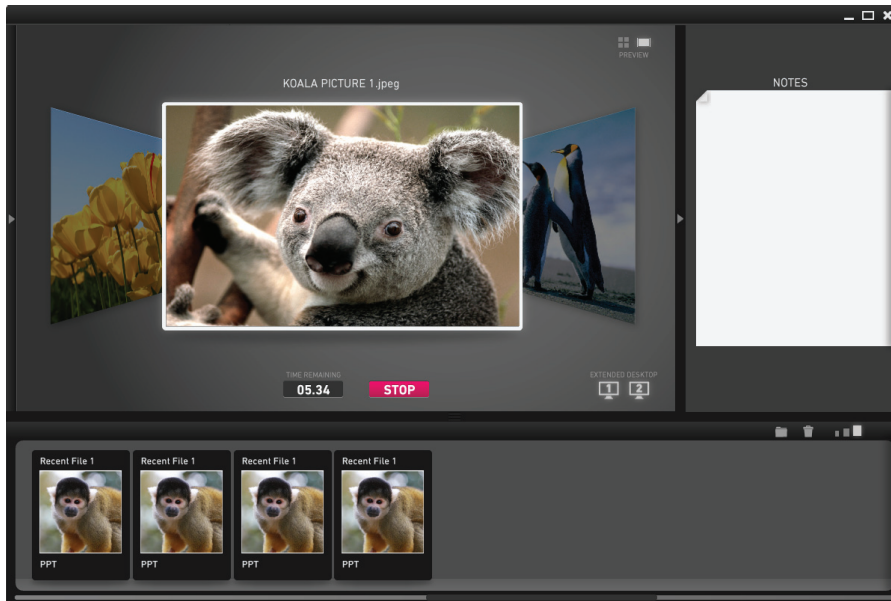 PREVIEW
KOALA PICTURE 1.jpeg
NOTES
TIME REMAINING
05.34
STOP
EXTENDED DESKTOP
1 2
Recent File 1
Recent File 1
Recent File 1
Recent File 1
PPT
PPT
PPT
PPT